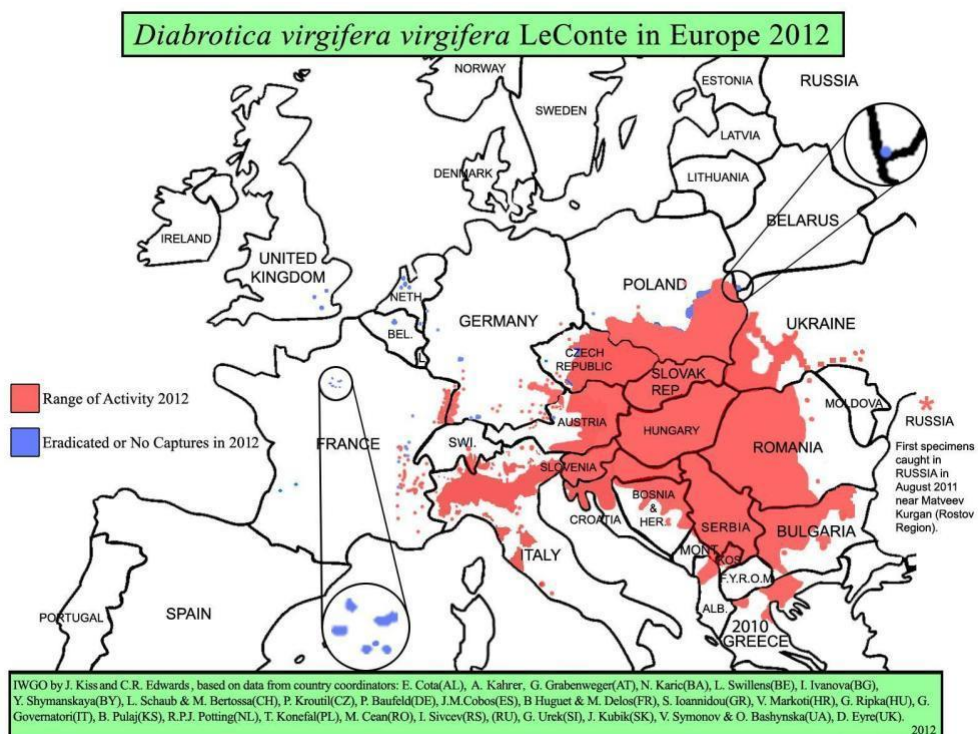 Diabrotica virgifera virgifera LeConte in Europe 2012
NORWAY
SWEDEN
ESTONIA
RUSSIA
LATVIA
LITHUANIA
DENMARK
BELARUS
IRELAND
UNITED
KINGDOM
NETH
POLAND
GERMANY
BEL.
L
UKRAINE
CZECH
REPUBLIC
SLOVAK
REP
Range of Activity 2012
MOLDOVA
AUSTRIA
RUSSIA
Eradicated or No Captures in 2012
FRANCE
SWI.
HUNGARY
ROMANIA
First specimens
caught in
RUSSIA in
August 2011
near Matveev
Kurgan (Rostov
Region).
SLOVENIA
BOSNIA
& 
HER.
CROATIA
SERBIA
BULGARIA
ITALY
MONT.
KOS.
F.Y.R.O.M
ALB.
PORTUGAL
SPAIN
2010
GREECE
IWGO by J. Kiss and C.R. Edwards, based on data from country coordinators: E. Cota(AL), A. Kahrer, G. Grabenweger(AT), N. Karic(BA), L. Swillens(BE), I. Ivanova(BG),
Y. Shymanskaya(BY), L. Schaub & M. Bertossa(CH), P. Kroutil(CZ), P. Baufeld(DE), J.M.Cobos(ES), B Huguet & M. Delos(FR), S. Ioannidou(GR), V. Markoti(HR), G. Ripka(HU), G.
Governatori(IT), B. Pulaj(KS), R.P.J. Potting(NL), T. Konefal(PL), M. Cean(RO), I. Sivcev(RS), (RU), G. Urek(SI), J. Kubik(SK), V. Symonov & O. Bashynska(UA), D. Eyre(UK).
2012